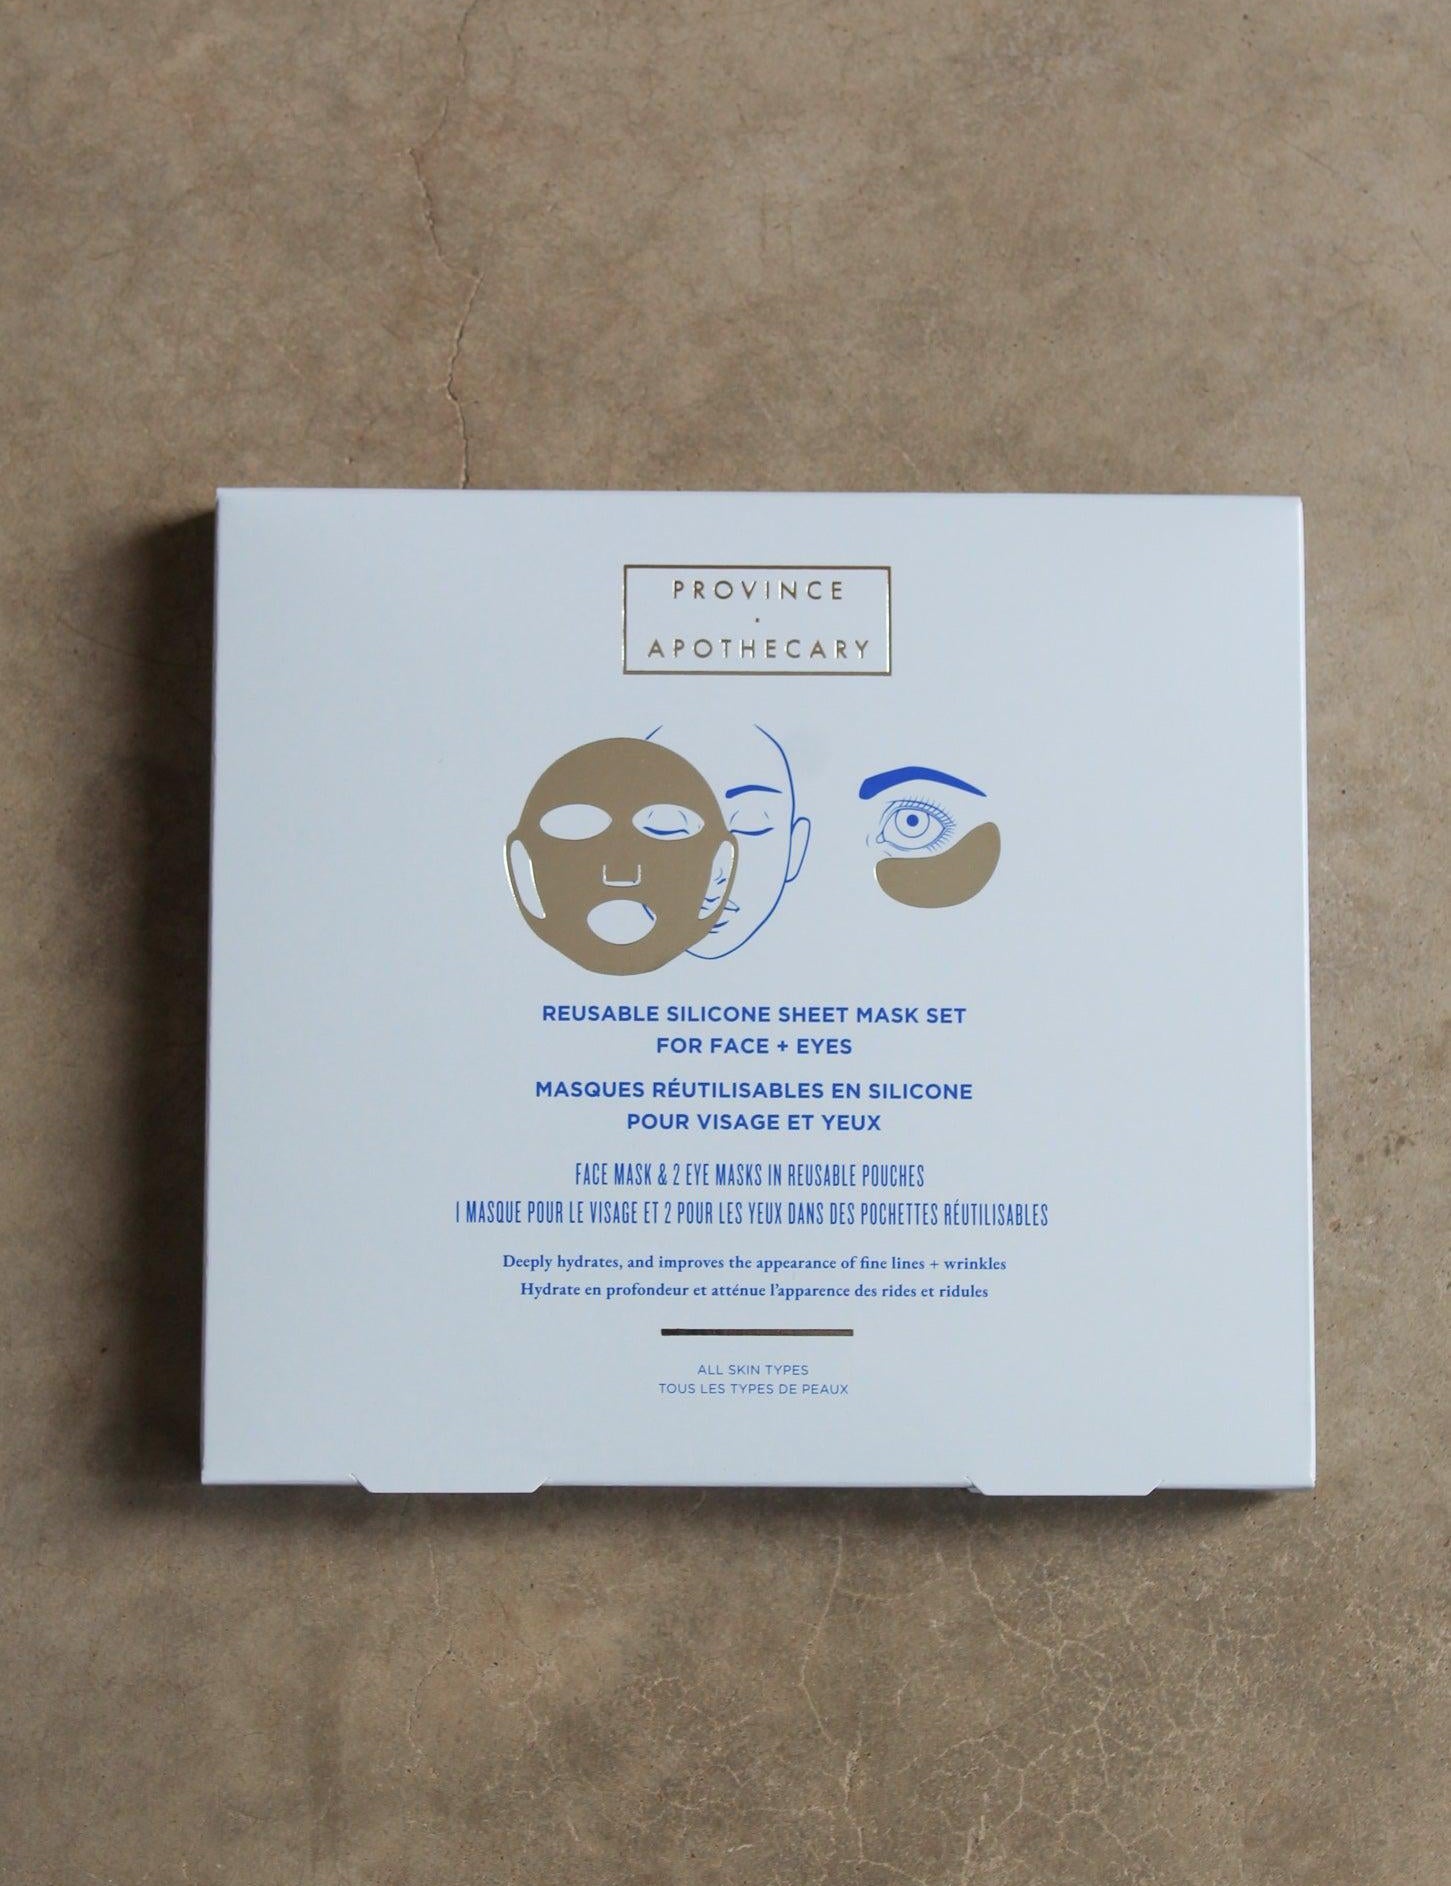 PROVINCE
·
APOTHECARY
REUSABLE SILICONE SHEET MASK SET
FOR FACE + EYES
MASQUES RÉUTILISABLES EN SILICONE
POUR VISAGE ET YEUX
FACE MASK & 2 EYE MASKS IN REUSABLE POUCHES
1 MASQUE POUR LE VISAGE ET 2 POUR LES YEUX DANS DES POCHETTES RÉUTILISABLES
Deeply hydrates, and improves the appearance of fine lines + wrinkles
Hydrate en profondeur et atténue l'apparence des rides et ridules
ALL SKIN TYPES
TOUS LES TYPES DE PEAUX